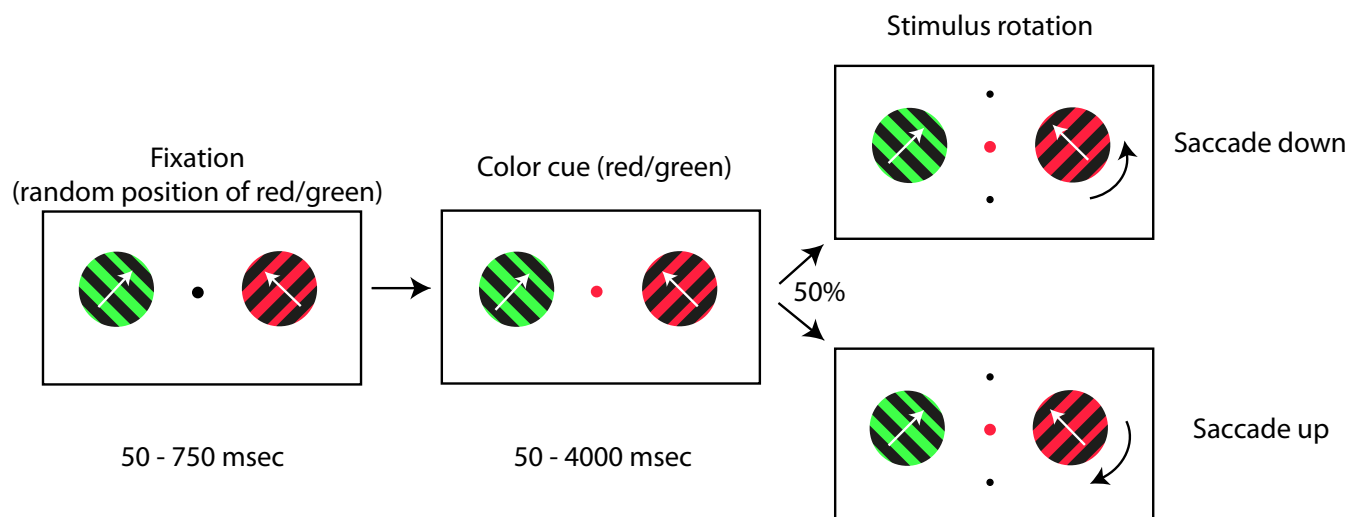 Fixation
(random position of red/green)
50 - 750 msec
Color cue (red/green)
50 - 4000 msec
50%
Stimulus rotation
Saccade down
Saccade up